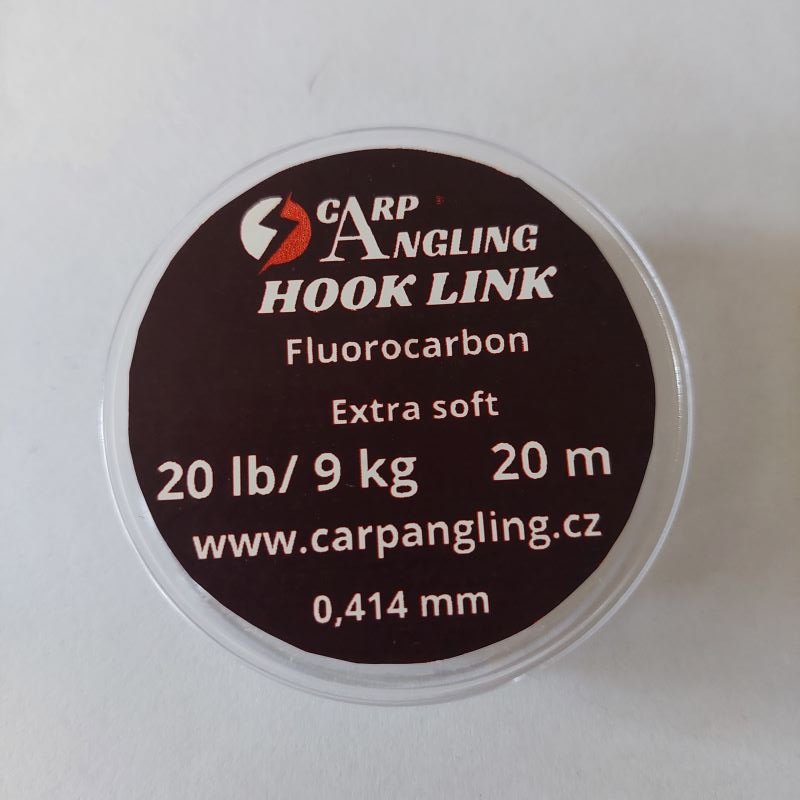 CARP
ANGLING
HOOK LINK
Fluorocarbon
Extra soft
20 lb/ 9 kg 20 m
www.carpangling.cz
0,414 mm